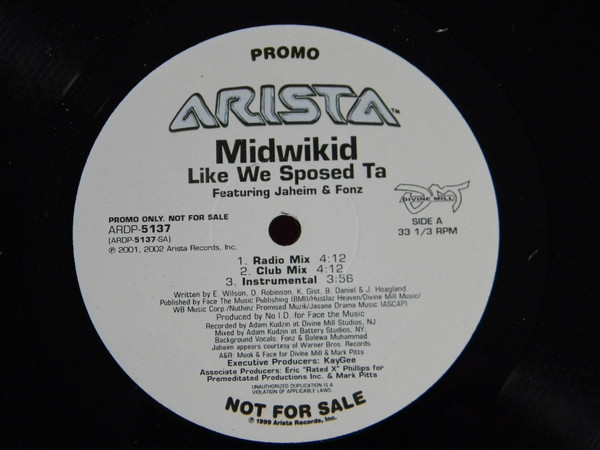 PROMO
ARISTA™
Midwikid
Like We Sposed Ta
Featuring Jaheim & Fonz
DMT
DIVINE MILL
PROMO ONLY. NOT FOR SALE
ARDP-5137
(ARDP-5137-SA)
℗ 2001, 2002 Arista Records, Inc.
SIDE A
33 1/3 RPM
1. Radio Mix 4:12
2. Club Mix 4:12
3. Instrumental 3:56
Written by E. Wilson, D. Robinson, K. Gist, B. Daniel & J. Hoagland
Published by Face The Music Publishing (BMI)/Hustlaz Heaven/Divine Mill Music/
WB Music Corp./Nuthinz Promised Muzik/Jasane Drama Music (ASCAP)
Produced by No I.D. for Face the Music
Recorded by Adam Kudzin at Divine Mill Studios, NJ
Mixed by Adam Kudzin at Battery Studios, NY
Background Vocals: Fonz & Balewa Muhammad
Jaheim appears courtesy of Warner Bros. Records
A&R: Mook & Face for Divine Mill & Mark Pitts
Executive Producers: KayGee
Associate Producers: Eric "Rated X" Phillips for
Premeditated Productions Inc. & Mark Pitts
UNAUTHORIZED DUPLICATION IS A
VIOLATION OF APPLICABLE LAWS.
NOT FOR SALE
℗ 1999 Arista Records, Inc.